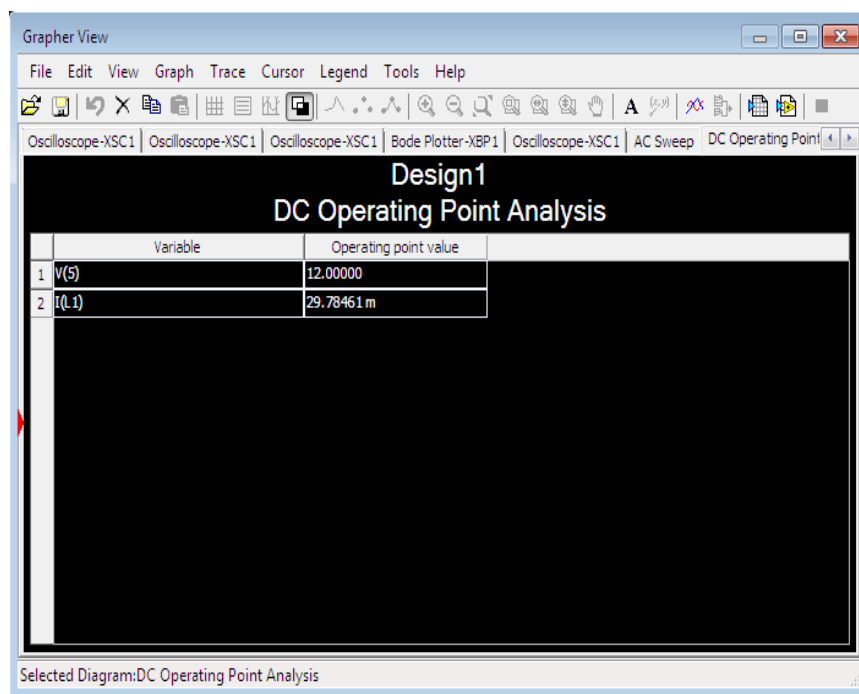 Grapher View
File Edit View Graph Trace Cursor Legend Tools Help
A
Oscilloscope-XSC1 Oscilloscope-XSC1 Oscilloscope-XSC1 Bode Plotter-XBP1 Oscilloscope-XSC1 AC Sweep DC Operating Point
Design1
DC Operating Point Analysis
Variable Operating point value
1 V(5) 12.00000
2 I(L1) 29.78461 m
Selected Diagram:DC Operating Point Analysis